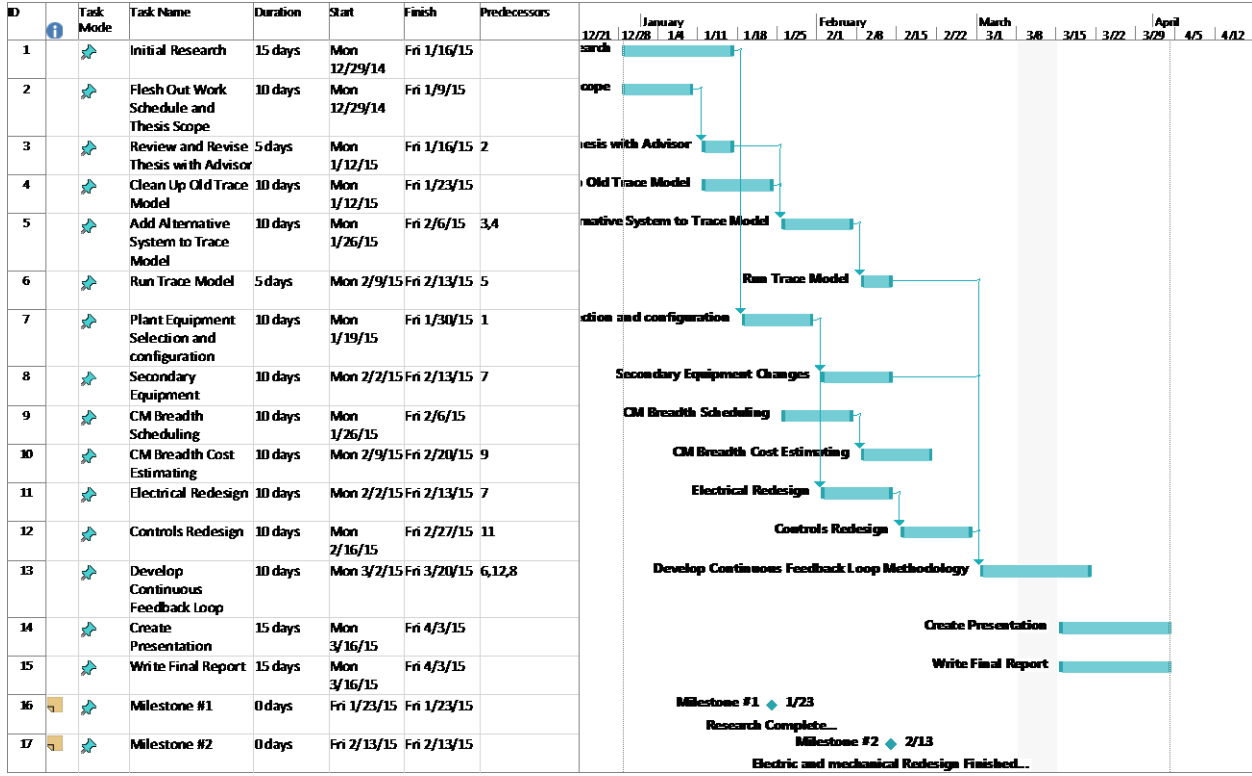 ID Task Mode Task Name Duration Start Finish Predecessors
January February March April
12/21 12/28 1/4 1/11 1/18 1/25 2/1 2/8 2/15 2/22 3/1 3/8 3/15 3/22 3/29 4/5 4/12
1 Initial Research 15 days Mon 12/29/14 Fri 1/16/15
2 Flesh Out Work Schedule and Thesis Scope 10 days Mon 12/29/14 Fri 1/9/15
3 Review and Revise Thesis with Advisor 5 days Mon 1/12/15 Fri 1/16/15 2
4 Clean Up Old Trace Model 10 days Mon 1/12/15 Fri 1/23/15
5 Add Alternative System to Trace Model 10 days Mon 1/26/15 Fri 2/6/15 3,4
6 Run Trace Model 5 days Mon 2/9/15 Fri 2/13/15 5
7 Plant Equipment Selection and configuration 10 days Mon 1/19/15 Fri 1/30/15 1
8 Secondary Equipment 10 days Mon 2/2/15 Fri 2/13/15 7
9 CM Breadth Scheduling 10 days Mon 1/26/15 Fri 2/6/15
10 CM Breadth Cost Estimating 10 days Mon 2/9/15 Fri 2/20/15 9
11 Electrical Redesign 10 days Mon 2/2/15 Fri 2/13/15 7
12 Controls Redesign 10 days Mon 2/16/15 Fri 2/27/15 11
13 Develop Continuous Feedback Loop 10 days Mon 3/2/15 Fri 3/20/15 6,12,8
14 Create Presentation 15 days Mon 3/16/15 Fri 4/3/15
15 Write Final Report 15 days Mon 3/16/15 Fri 4/3/15
16 Milestone #1 0 days Fri 1/23/15 Fri 1/23/15
17 Milestone #2 0 days Fri 2/13/15 Fri 2/13/15
arch
cope
esis with Advisor
Old Trace Model
rnative System to Trace Model
Run Trace Model
ction and configuration
Secondary Equipment Changes
CM Breadth Scheduling
CM Breadth Cost Estimating
Electrical Redesign
Controls Redesign
Develop Continuous Feedback Loop Methodology
Create Presentation
Write Final Report
Milestone #1 1/23
Research Complete...
Milestone #2 2/13
Electric and mechanical Redesign Finished...